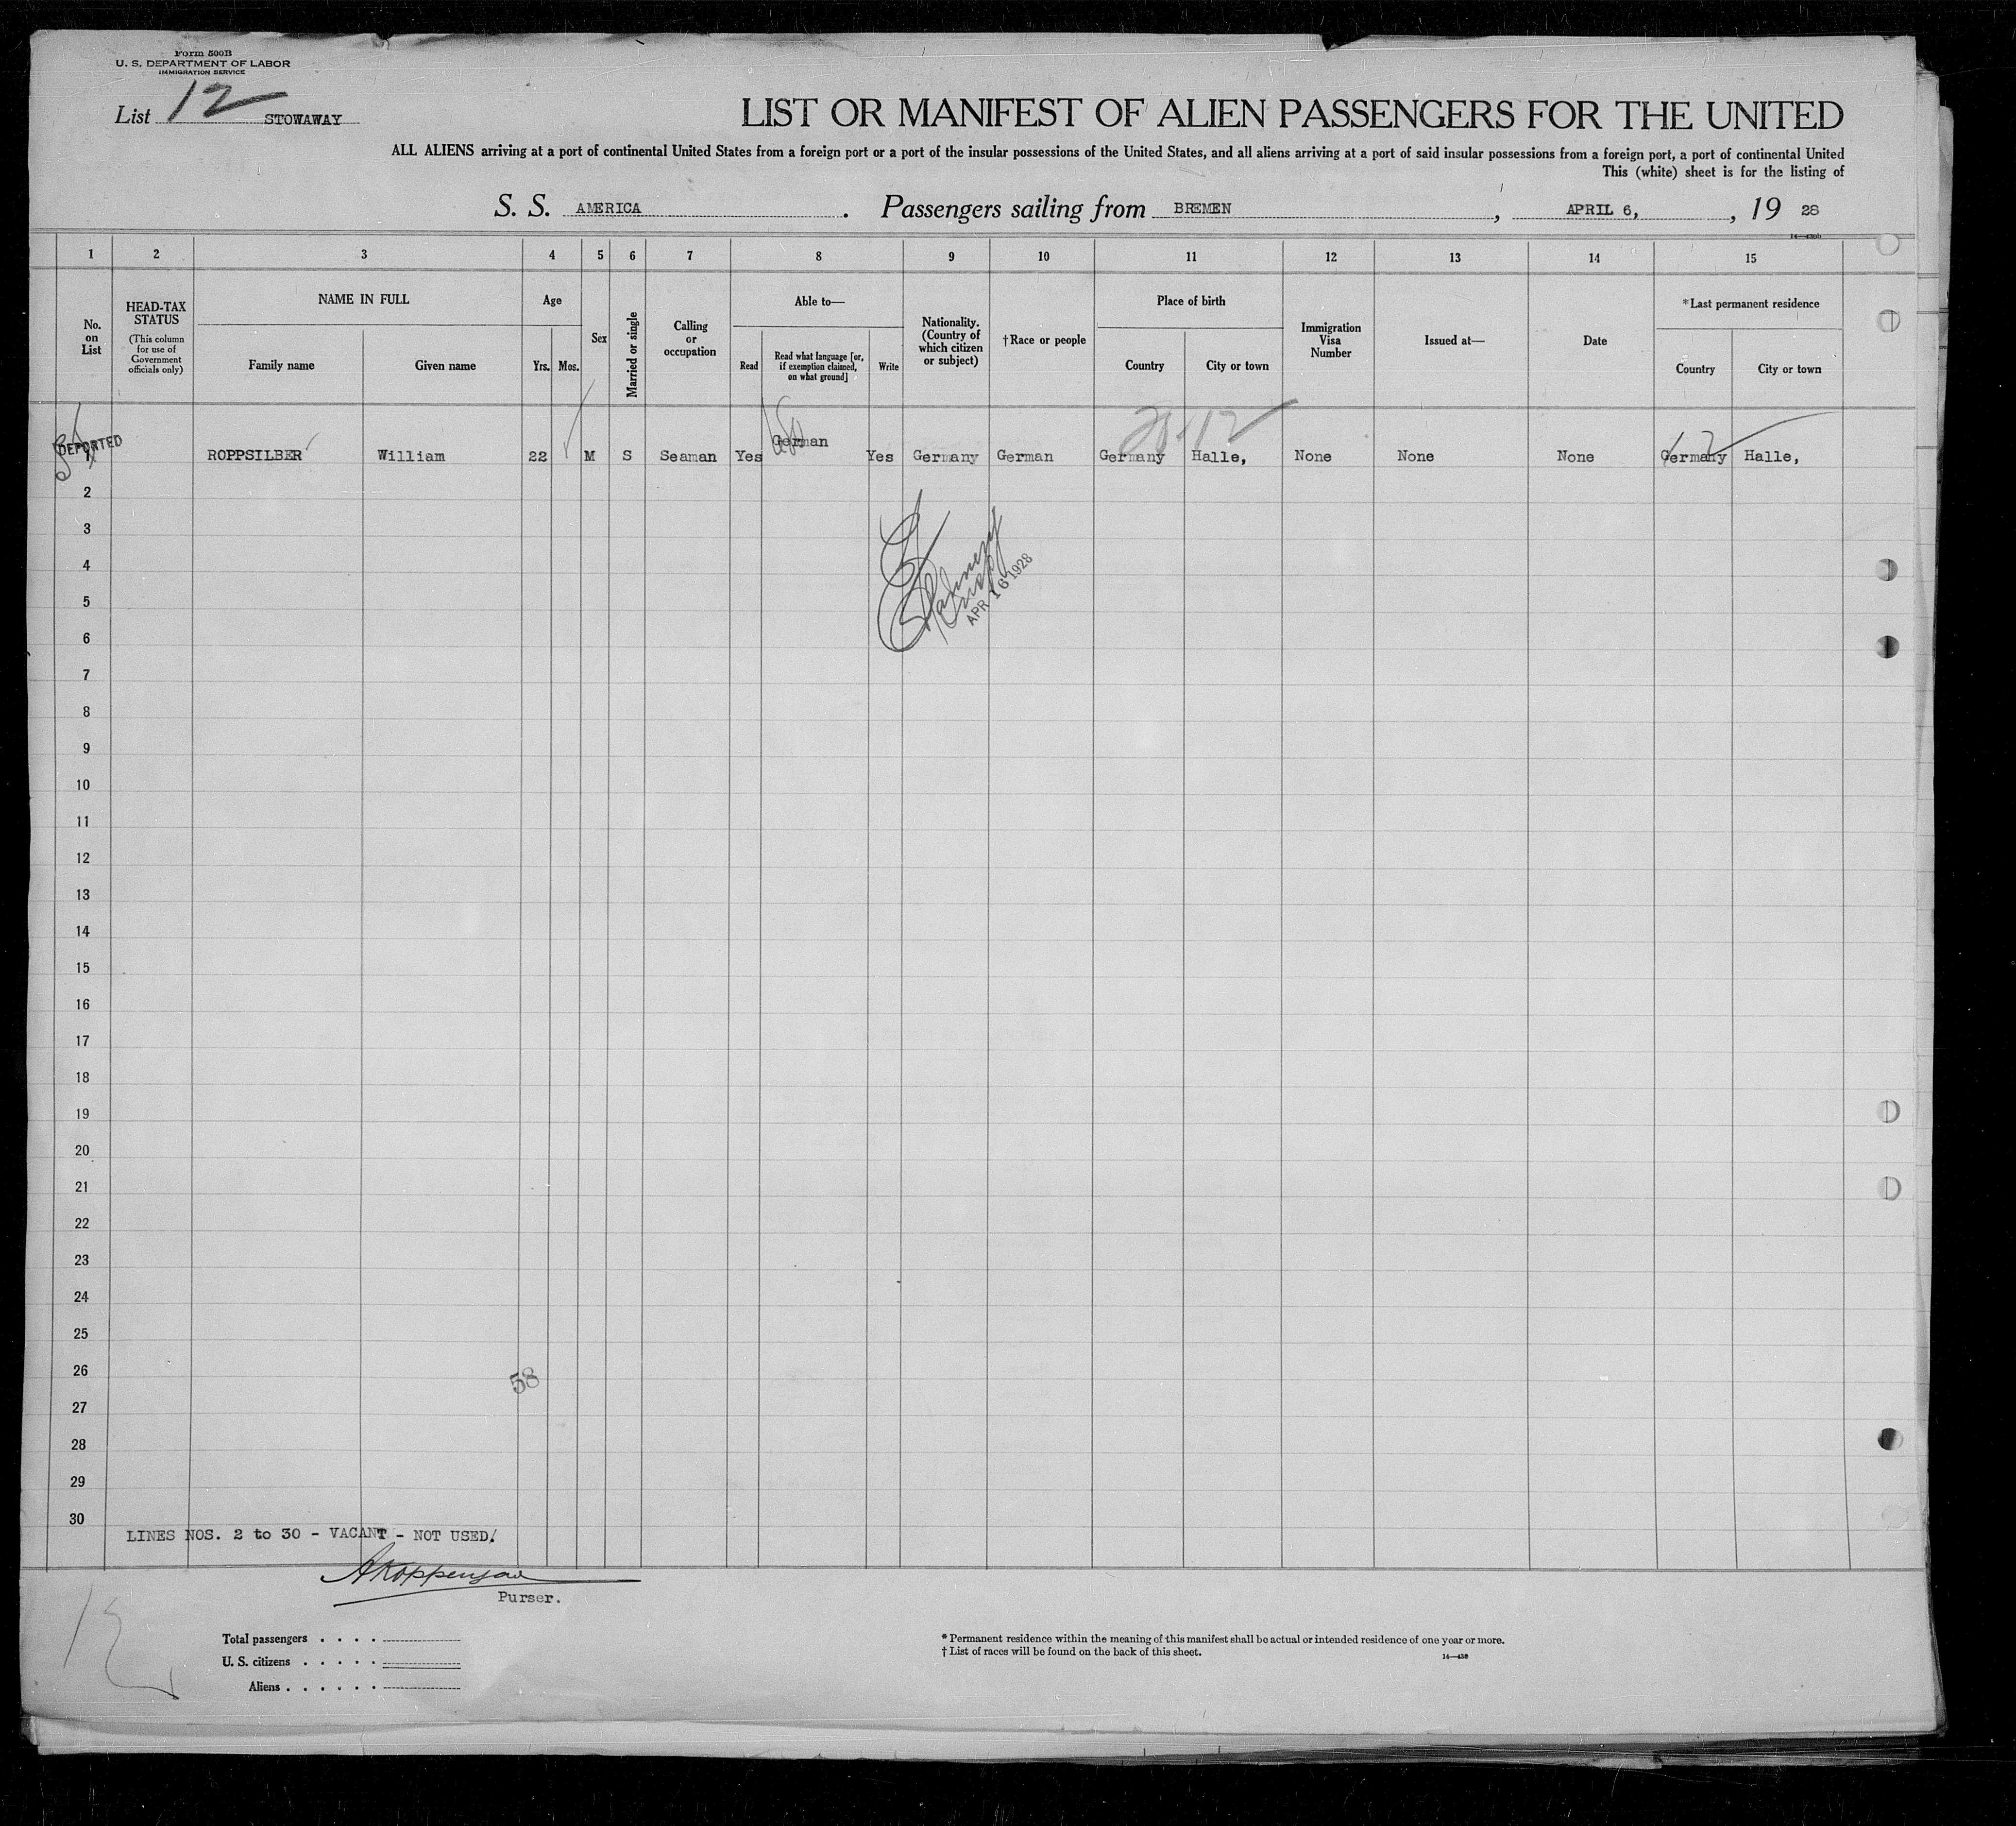 Form 500B
U. S. DEPARTMENT OF LABOR
IMMIGRATION SERVICE
List 12 STOWAWAY
LIST OR MANIFEST OF ALIEN PASSENGERS FOR THE UNITED
ALL ALIENS arriving at a port of continental United States from a foreign port or a port of the insular possessions of the United States, and all aliens arriving at a port of said insular possessions from a foreign port, a port of continental United
This (white) sheet is for the listing of
S. S. AMERICA. Passengers sailing from BREMEN, APRIL 6,, 19 28
14—430b
1 2 3 4 5 6 7 8 9 10 11 12 13 14 15
No. on List
HEAD-TAX STATUS
(This column for use of Government officials only)
NAME IN FULL
Family name Given name
Age
Yrs. Mos.
Sex
Married or single
Calling or occupation
Able to—
Read
Read what language [or, if exemption claimed, on what ground]
Write
Nationality. (Country of which citizen or subject)
†Race or people
Place of birth
Country City or town
Immigration Visa Number
Issued at—
Date
*Last permanent residence
Country City or town
DEPORTED
20-12
12
1 ROPPSILBER William 22 M S Seaman Yes German Yes Germany German Germany Halle, None None None Germany Halle,
2
3
4
APR 16 1928
5
6
7
8
9
10
11
12
13
14
15
16
17
18
19
20
21
22
23
24
25
26
58
27
28
29
30
LINES NOS. 2 to 30 - VACANT - NOT USED.
Purser.
Total passengers . . . .
U. S. citizens . . . . .
Aliens . . . . . .
* Permanent residence within the meaning of this manifest shall be actual or intended residence of one year or more.
† List of races will be found on the back of this sheet.
14—438